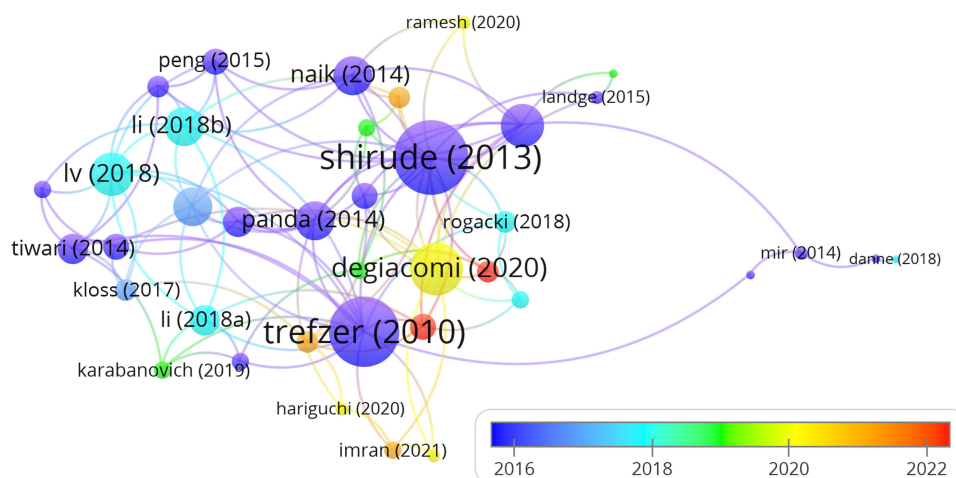 ramesh (2020)
peng (2015)
naik (2014)
landge (2015)
li (2018b)
shirude (2013)
lv (2018)
panda (2014)
rogacki (2018)
tiwari (2014)
mir (2014)
danne (2018)
degiacomi (2020)
kloss (2017)
li (2018a)
trefzer (2010)
karabanovich (2019)
hariguchi (2020)
imran (2021)
2016
2018
2020
2022